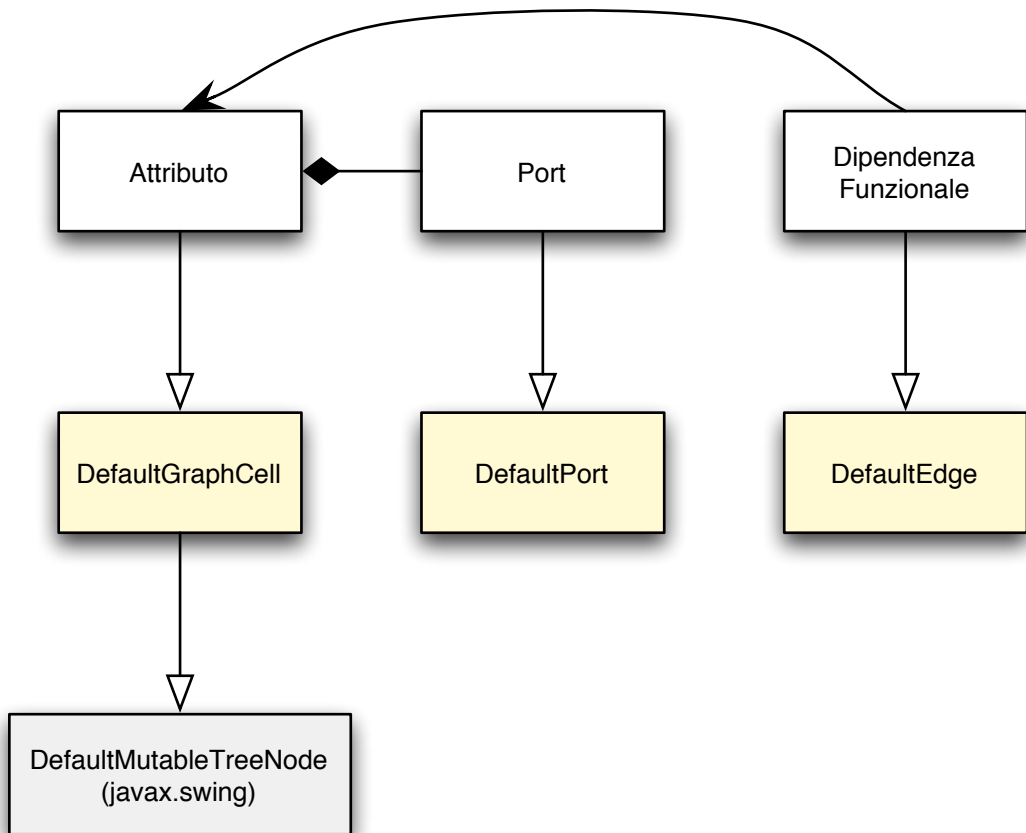 Attributo
Port
Dipendenza
Funzionale
DefaultGraphCell
DefaultPort
DefaultEdge
DefaultMutableTreeNode
(javax.swing)